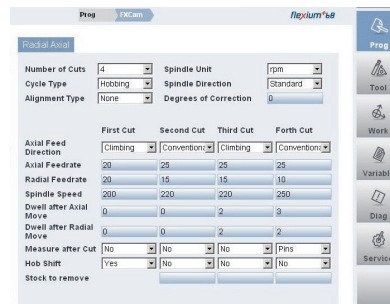 Prog FXCam flexium+68
Radial Axial
Number of Cuts 4 Spindle Unit rpm
Cycle Type Hobbing Spindle Direction Standard
Alignment Type None Degrees of Correction 0
First Cut Second Cut Third Cut Forth Cut
Axial Feed Direction Climbing Conventiona Climbing Conventiona
Axial Feedrate 20 25 25 25
Radial Feedrate 20 15 15 10
Spindle Speed 200 220 220 250
Dwell after Axial Move 0 0 2 3
Dwell after Radial Move 0 0 2 2
Measure after Cut No No No Pins
Hob Shift Yes No No No
Stock to remove
Prog
Tool
Work
Variabl
Diag
Service